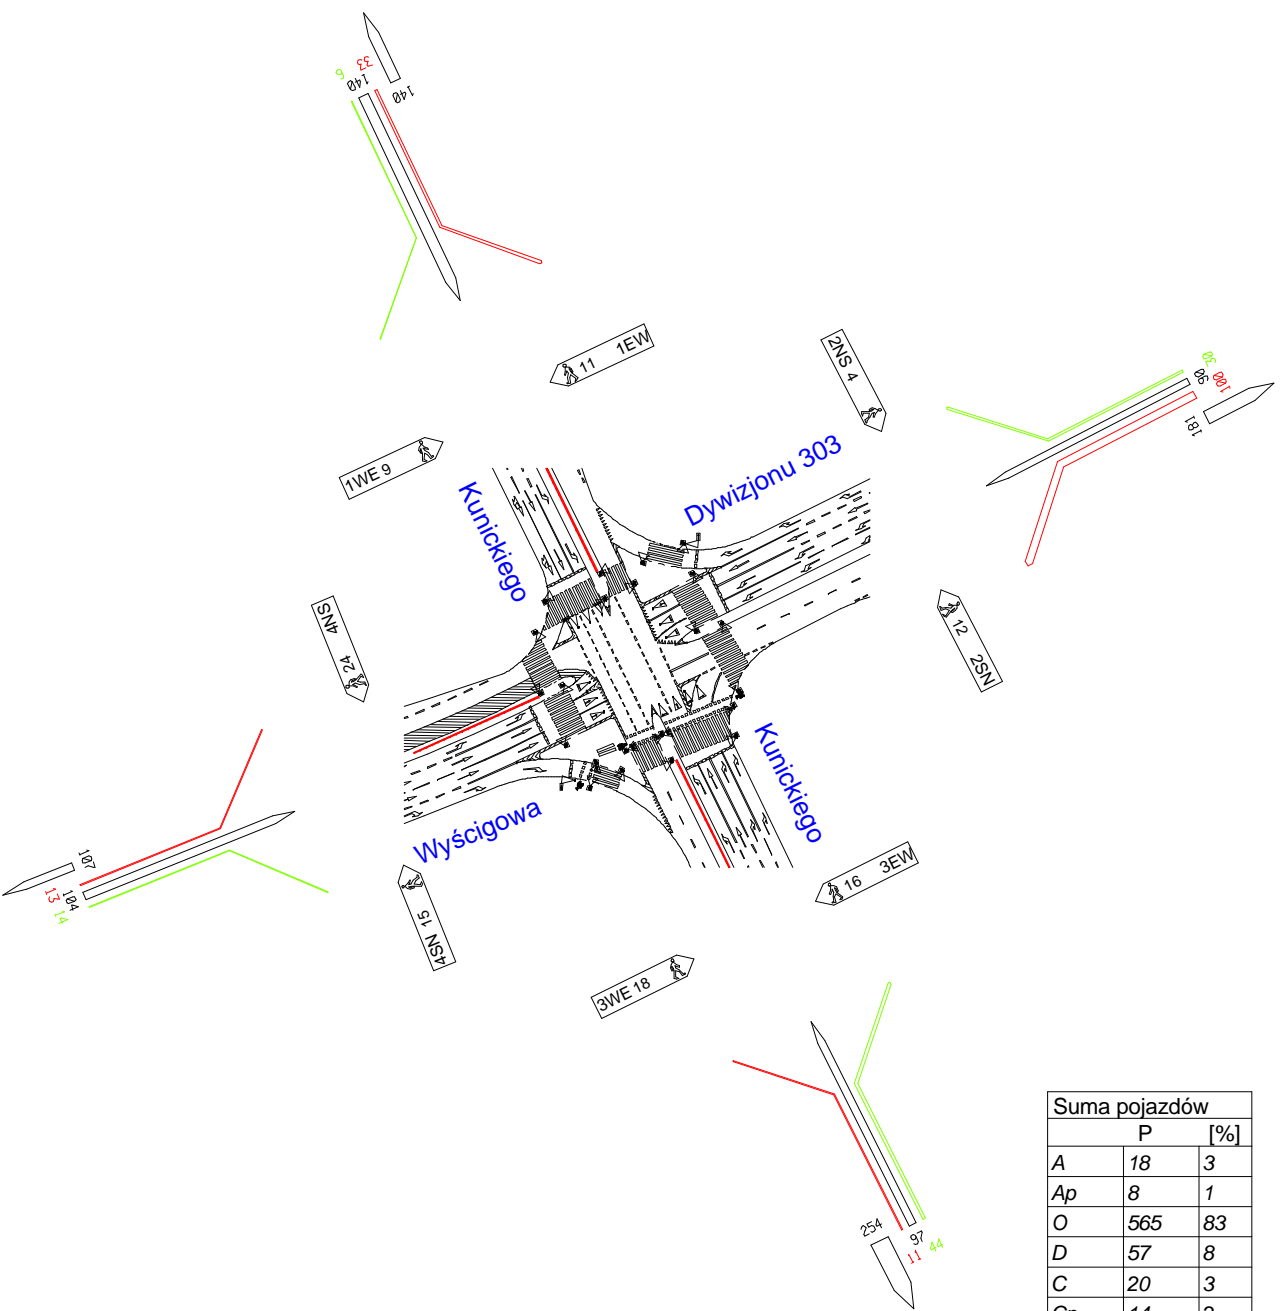 6
140
33
140
1EW
11
2NS 4
1WE 9
30
90
100
181
Dywizjonu 303
Kunickiego
4NS
24
12
2SN
Kunickiego
Wyścigowa
107
104
13
14
16
3EW
4SN 15
3WE 18
254
97
11
44
Suma pojazdów
P [%]
A 18 3
Ap 8 1
O 565 83
D 57 8
C 20 3